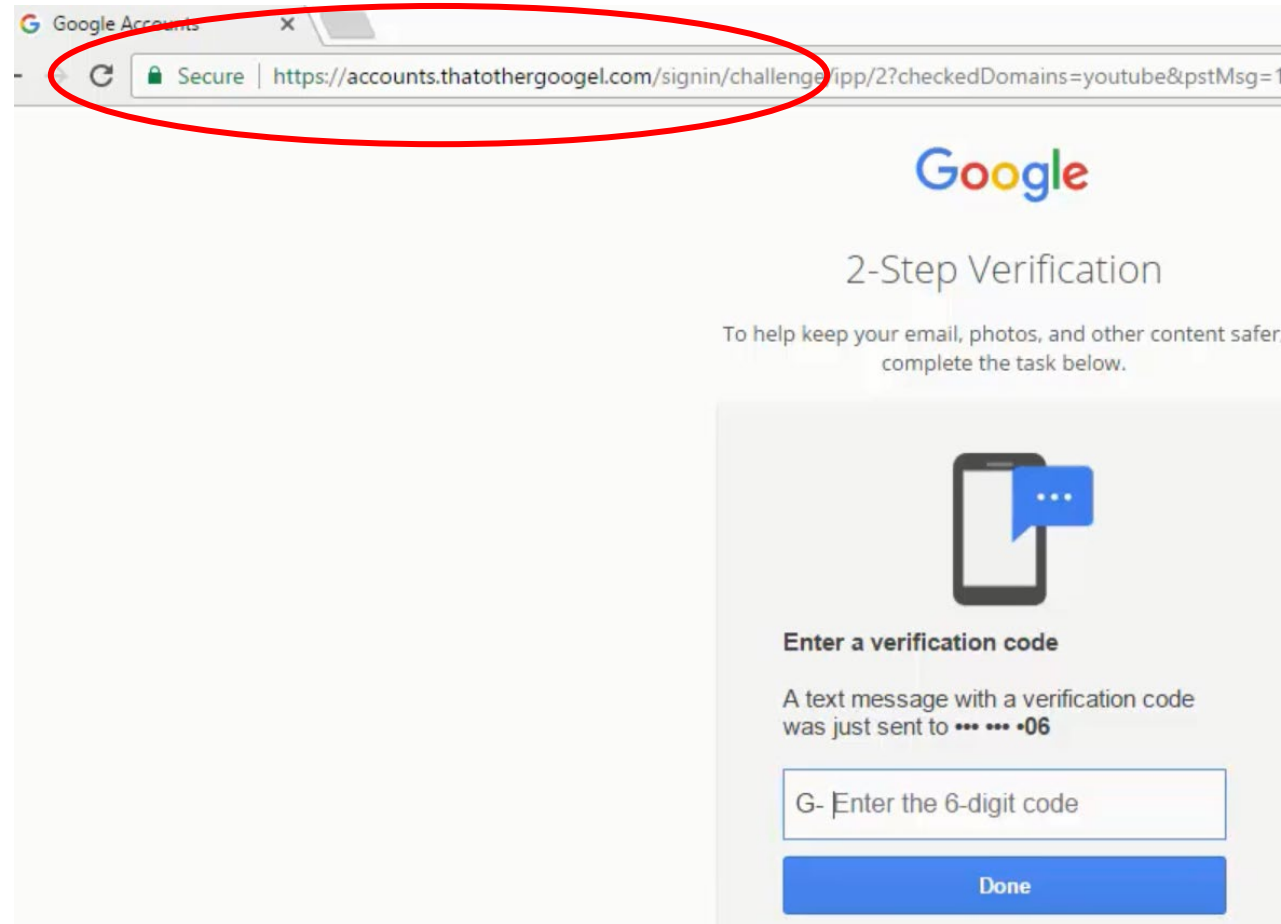 Google Accounts
Secure | https://accounts.thatothergoogel.com/signin/challenge/ipp/2?checkedDomains=youtube&pstMsg=1
Google
2-Step Verification
To help keep your email, photos, and other content safer,
complete the task below.
Enter a verification code
A text message with a verification code
was just sent to ••• ••• •06
G- Enter the 6-digit code
Done